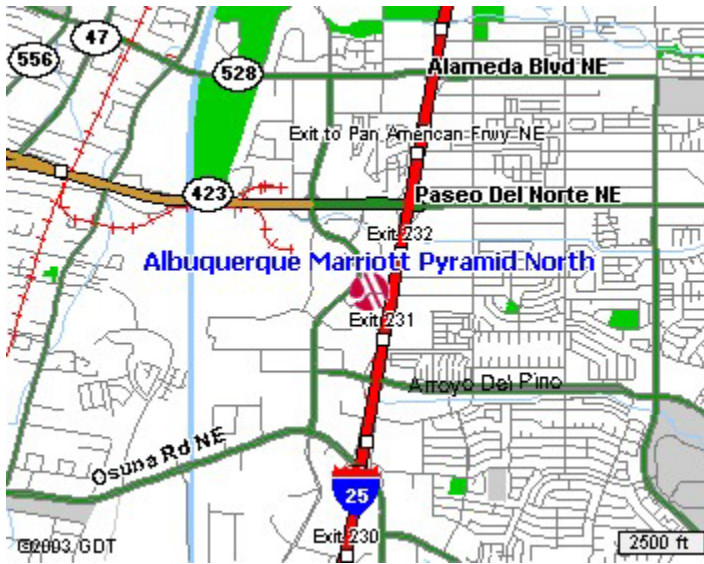 47
556
528
Alameda Blvd NE
Exit to Pan American Frwy NE
423
Paseo Del Norte NE
Exit 232
Albuquerque Marriott Pyramid North
Exit 231
Arroyo Del Pino
Osuna Rd NE
25
Exit 230
©2003 GDT
2500 ft